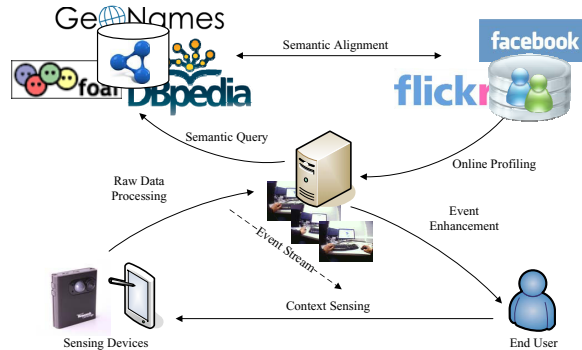 GeoNames
facebook
Semantic Alignment
foaf
DBpedia
flickr
Semantic Query
Online Profiling
Raw Data
Processing
Event
Enhancement
Event Stream
Context Sensing
Sensing Devices
End User